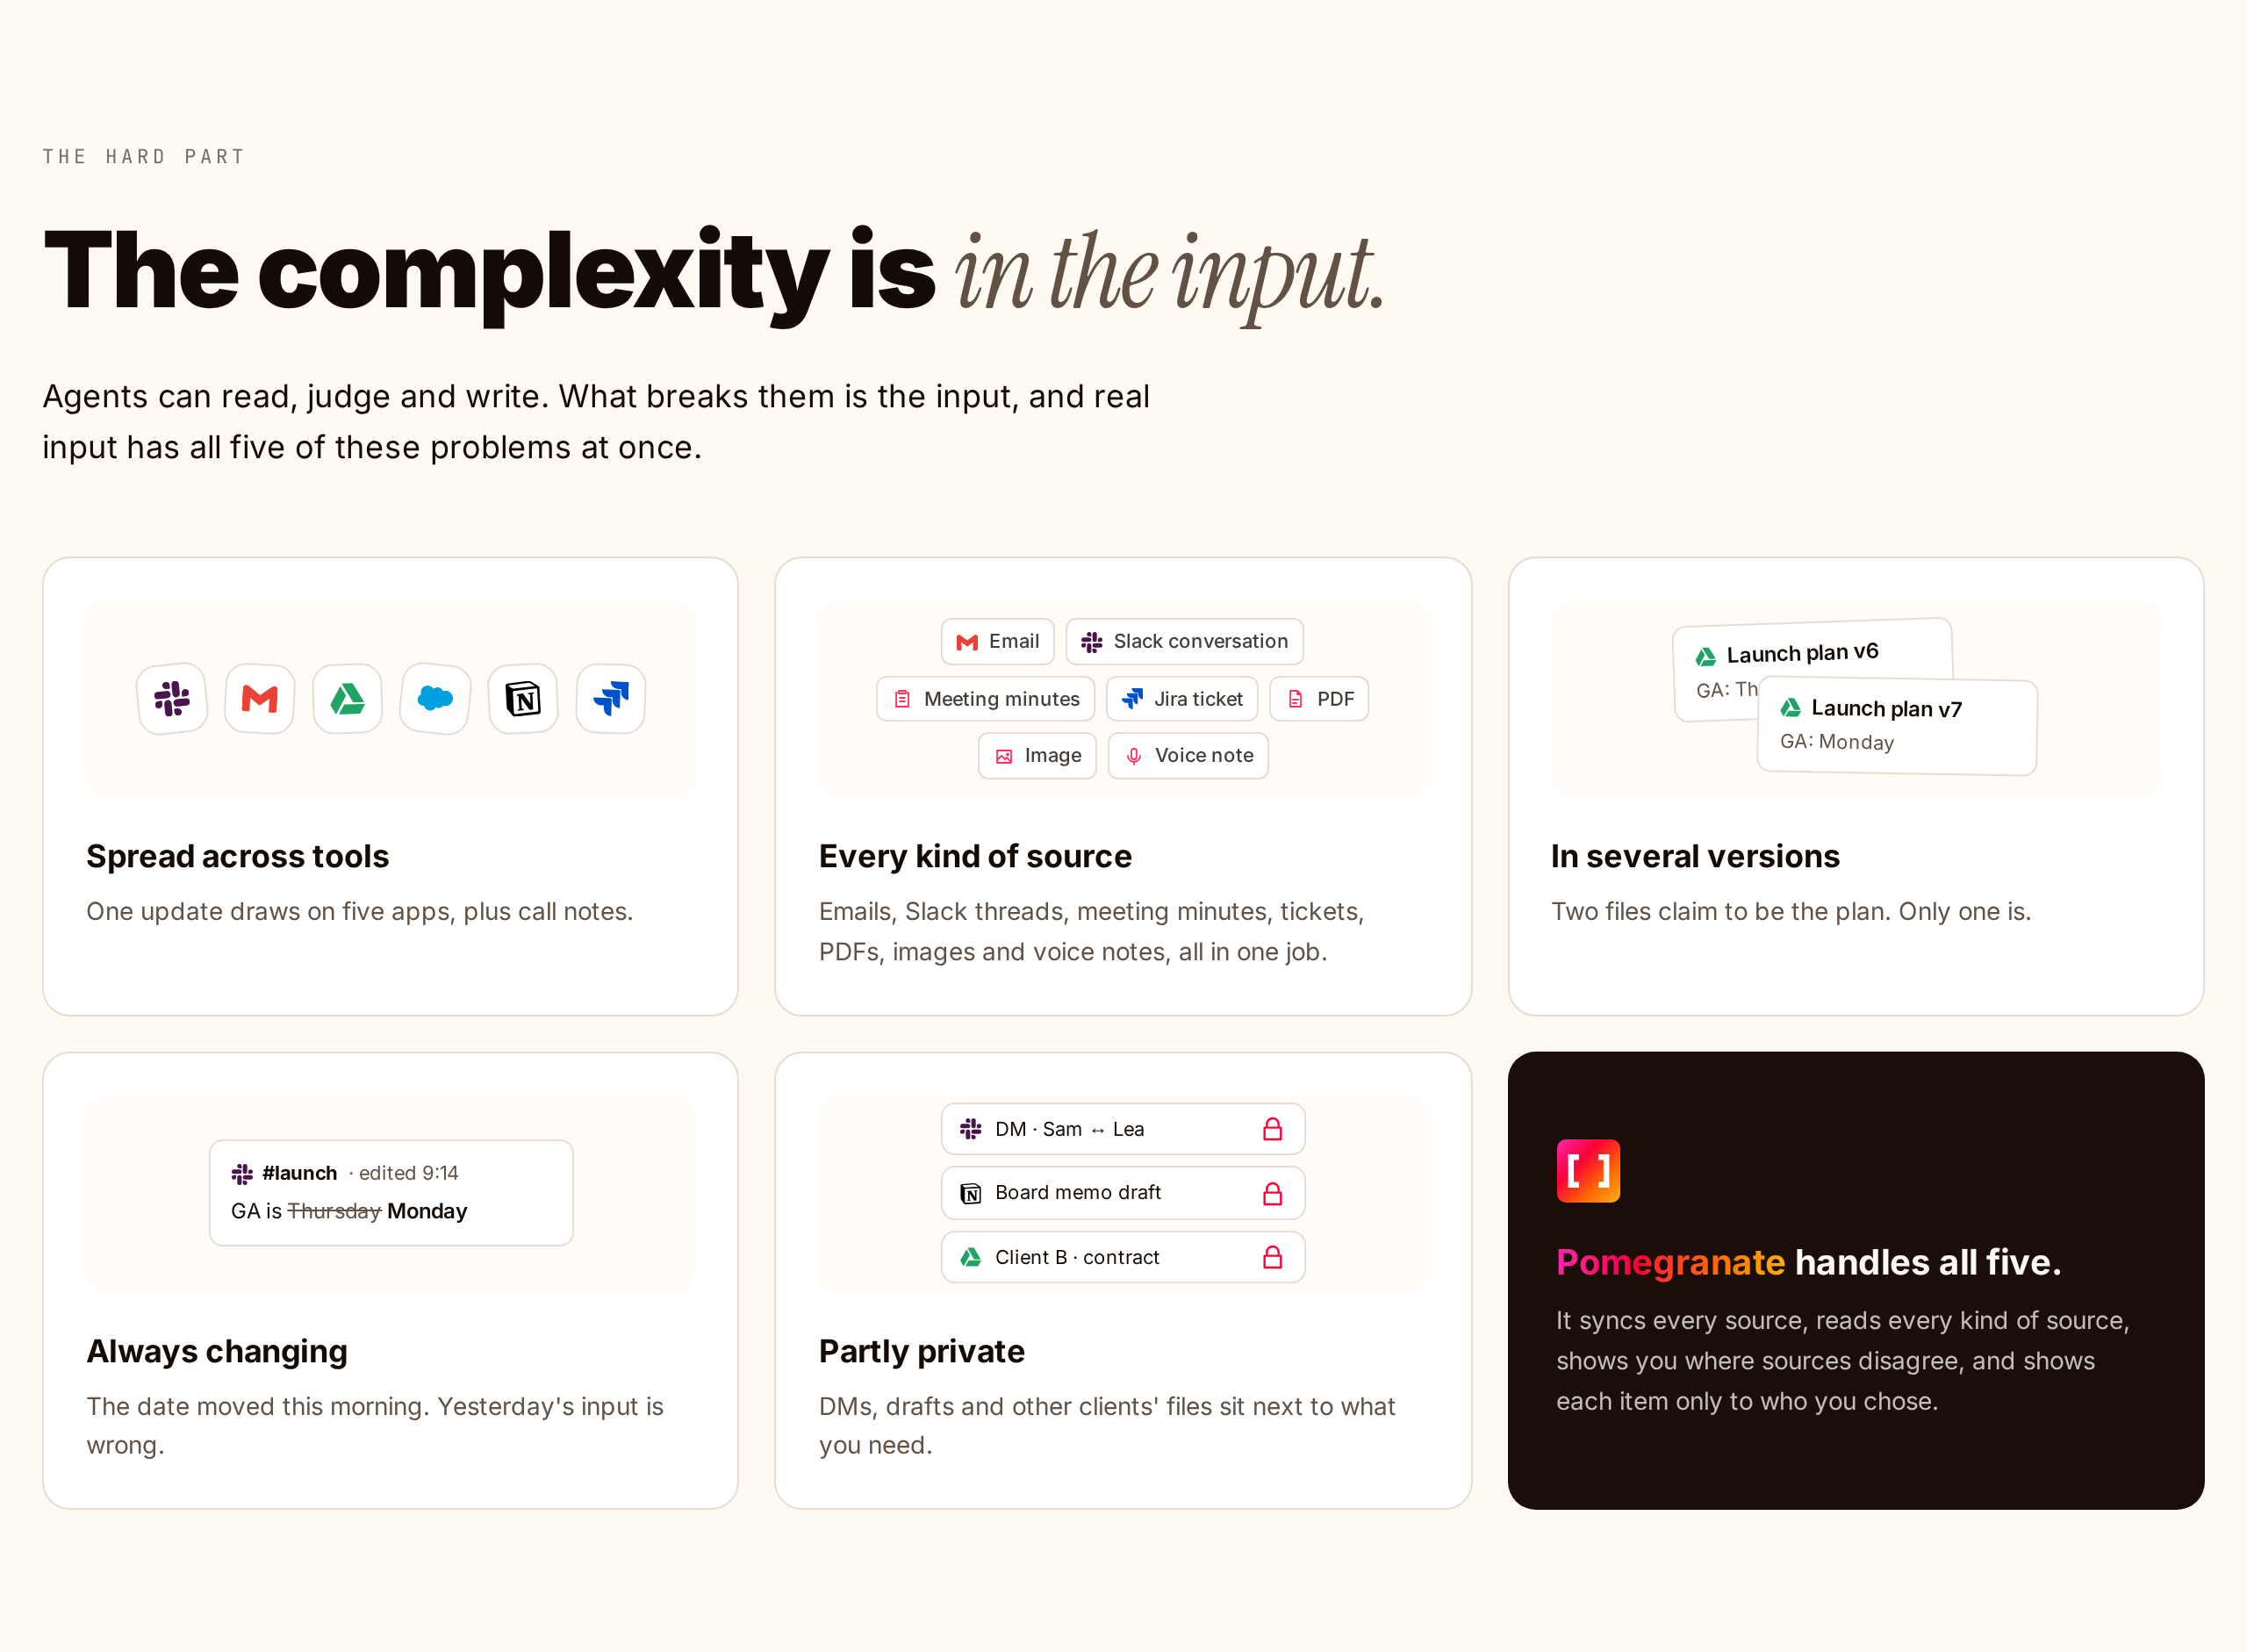 THE HARD PART
The complexity is in the input.
Agents can read, judge and write. What breaks them is the input, and real
input has all five of these problems at once.
Spread across tools
One update draws on five apps, plus call notes.
Email
Slack conversation
Meeting minutes
Jira ticket
PDF
Image
Voice note
Every kind of source
Emails, Slack threads, meeting minutes, tickets,
PDFs, images and voice notes, all in one job.
Launch plan v6
GA: Th
Launch plan v7
GA: Monday
In several versions
Two files claim to be the plan. Only one is.
#launch · edited 9:14
GA is Thursday Monday
Always changing
The date moved this morning. Yesterday's input is
wrong.
DM · Sam ↔ Lea
Board memo draft
Client B · contract
Partly private
DMs, drafts and other clients' files sit next to what
you need.
[ ]
Pomegranate handles all five.
It syncs every source, reads every kind of source,
shows you where sources disagree, and shows
each item only to who you chose.